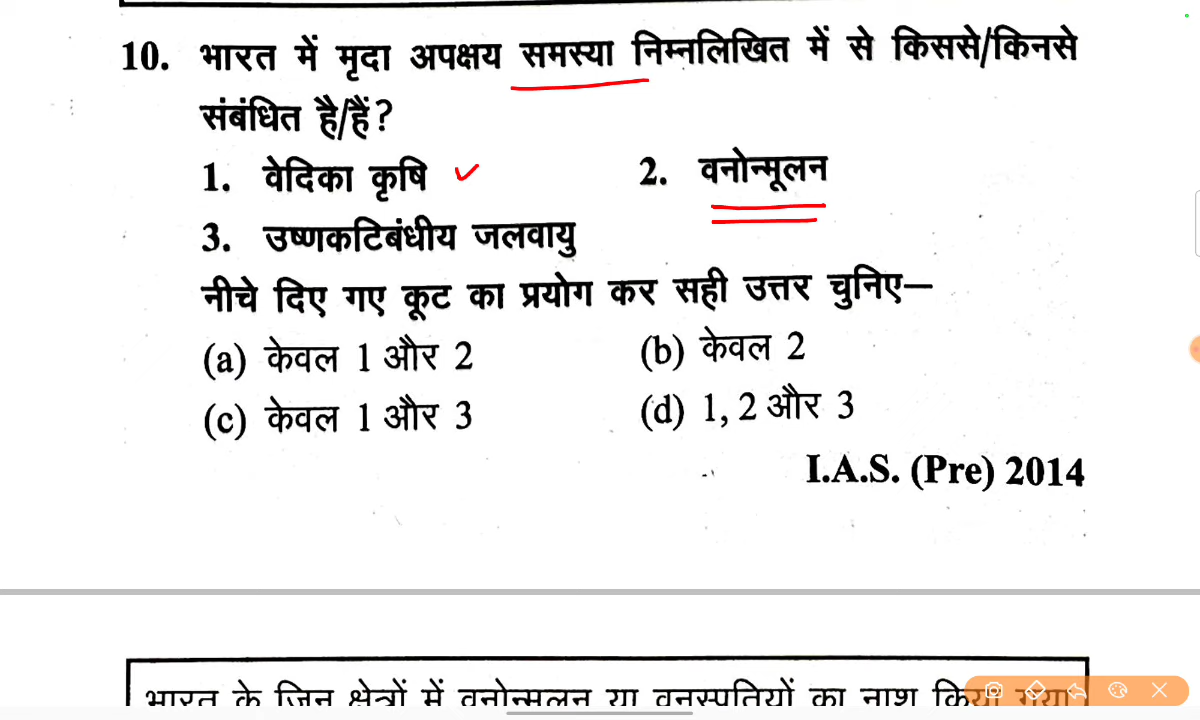 10. भारत में मृदा अपक्षय समस्या निम्नलिखित में से किससे/किनसे
संबंधित है/हैं?
1. वेदिका कृषि 2. वनोन्मूलन
3. उष्णकटिबंधीय जलवायु
नीचे दिए गए कूट का प्रयोग कर सही उत्तर चुनिए–
(a) केवल 1 और 2 (b) केवल 2
(c) केवल 1 और 3 (d) 1, 2 और 3
I.A.S. (Pre) 2014
भारत के जिन क्षेत्रों में वनोन्मूलन या वनस्पतियों का नाश किया गया